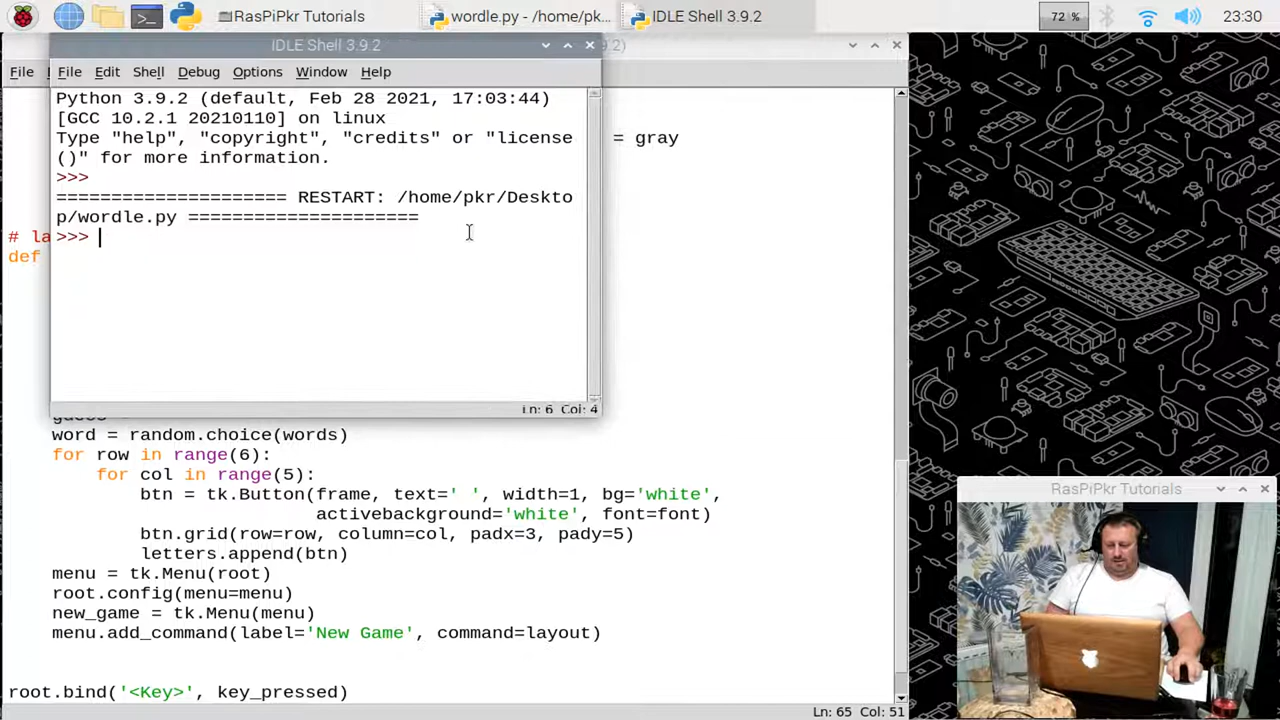 RasPiPkr Tutorials
wordle.py - /home/pk...
IDLE Shell 3.9.2
72 %
23:30
IDLE Shell 3.9.2
File
File Edit Shell Debug Options Window Help
Python 3.9.2 (default, Feb 28 2021, 17:03:44)
[GCC 10.2.1 20210110] on linux
Type "help", "copyright", "credits" or "license
= gray
()" for more information.
>>>
===================== RESTART: /home/pkr/Deskto
p/wordle.py =====================
# la
>>>
def
Ln: 6 Col: 4
word = random.choice(words)
for row in range(6):
for col in range(5):
btn = tk.Button(frame, text=' ', width=1, bg='white',
activebackground='white', font=font)
btn.grid(row=row, column=col, padx=3, pady=5)
letters.append(btn)
menu = tk.Menu(root)
root.config(menu=menu)
new_game = tk.Menu(menu)
menu.add_command(label='New Game', command=layout)
root.bind('<Key>', key_pressed)
Ln: 65 Col: 51
RasPiPkr Tutorials